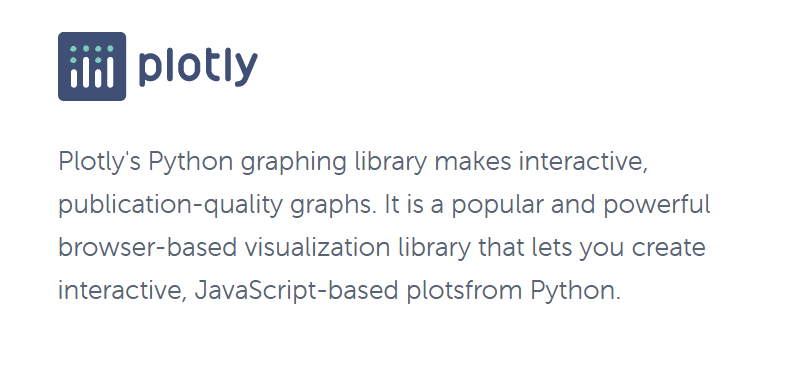 plotly
Plotly's Python graphing library makes interactive,
publication-quality graphs. It is a popular and powerful
browser-based visualization library that lets you create
interactive, JavaScript-based plotsfrom Python.